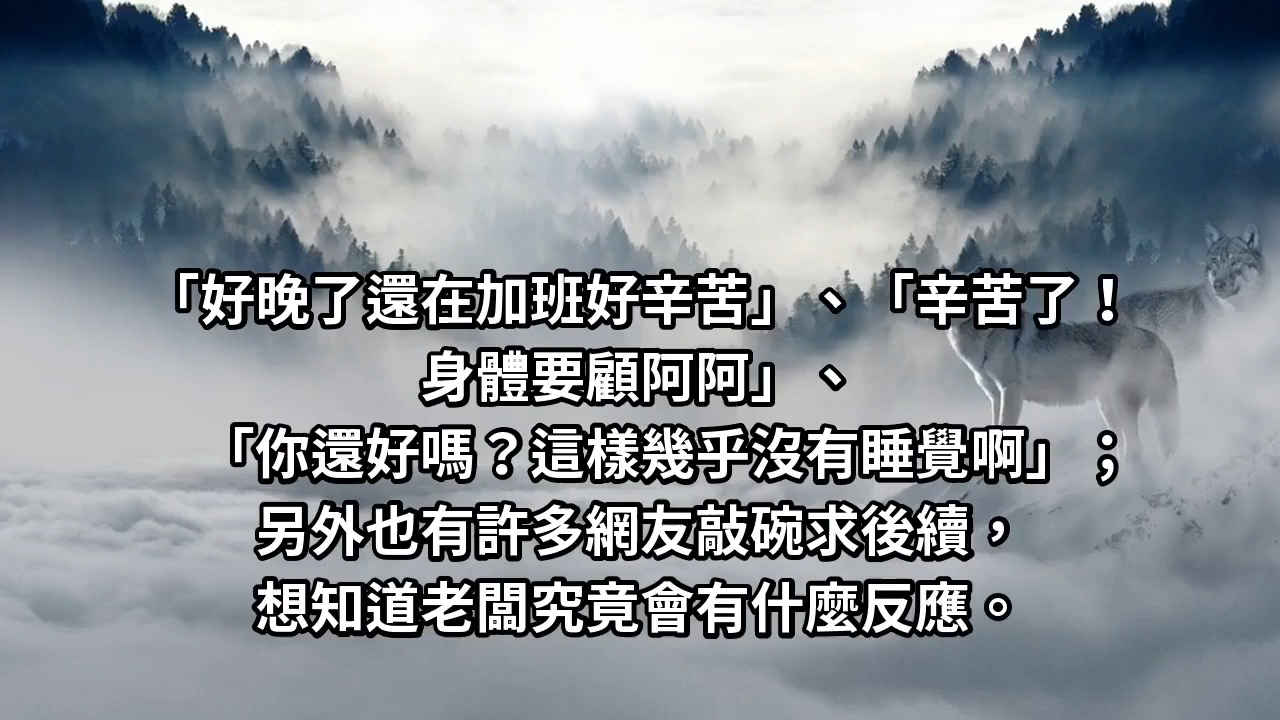 「好晚了還在加班好辛苦」、「辛苦了！
身體要顧阿阿」、
「你還好嗎？這樣幾乎沒有睡覺啊」；
另外也有許多網友敲碗求後續，
想知道老闆究竟會有什麼反應。